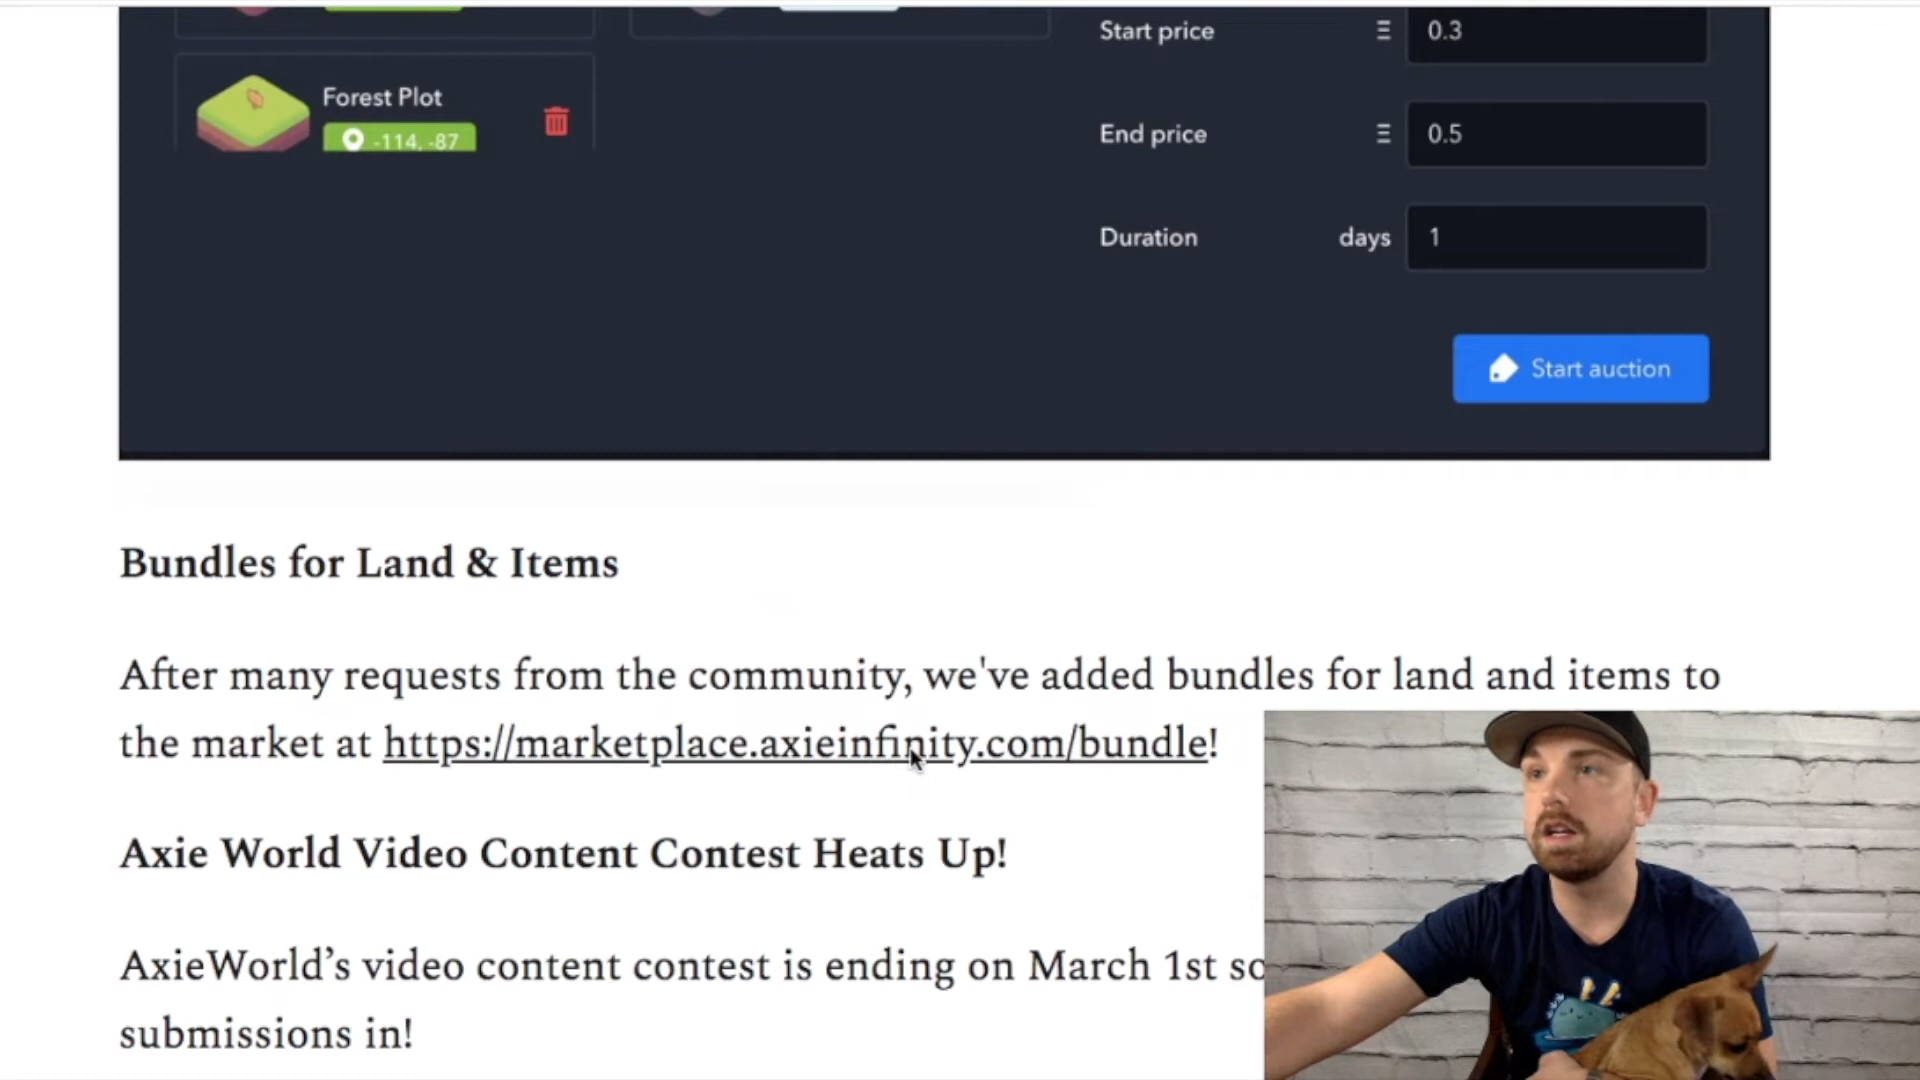 Start price Ξ 0.3
Forest Plot
-114, -87
End price Ξ 0.5
Duration days 1
Start auction
Bundles for Land & Items
After many requests from the community, we've added bundles for land and items to
the market at https://marketplace.axieinfinity.com/bundle!
Axie World Video Content Contest Heats Up!
AxieWorld’s video content contest is ending on March 1st so
submissions in!